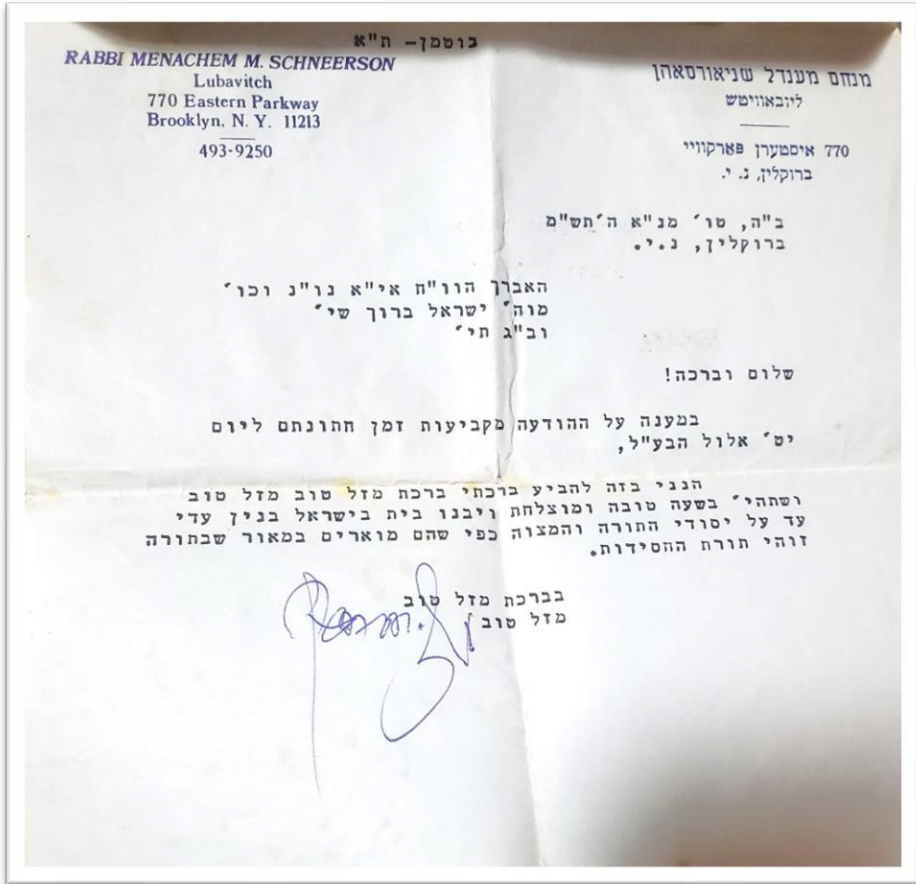 בוטמן- ת"א
RABBI MENACHEM M. SCHNEERSON
Lubavitch
770 Eastern Parkway
Brooklyn, N. Y. 11213
493-9250
מנחם מענדל שניאורסאהן
ליובאוויטש
770 איסטערן פארקוויי
ברוקלין, נ. י.
ב"ה, טו' מנ"א ה'תש"מ
ברוקלין, נ.י.
האברך הוו"ח אי"א נו"נ וכו'
מוה' ישראל ברוך שי'
וב"ג תי'
שלום וברכה!
במענה על ההודעה מקביעות זמן חתונתם ליום
יט' אלול הבע"ל,
הנני בזה להביע ברכתי ברכת מזל טוב מזל טוב
ושתהי' בשעה טובה ומוצלחת ויבנו בית בישראל בנין עדי
עד על יסודי התורה והמצוה כפי שהם מוארים במאור שבתורה
זוהי תורת החסידות.
בברכת מזל טוב
מזל טוב